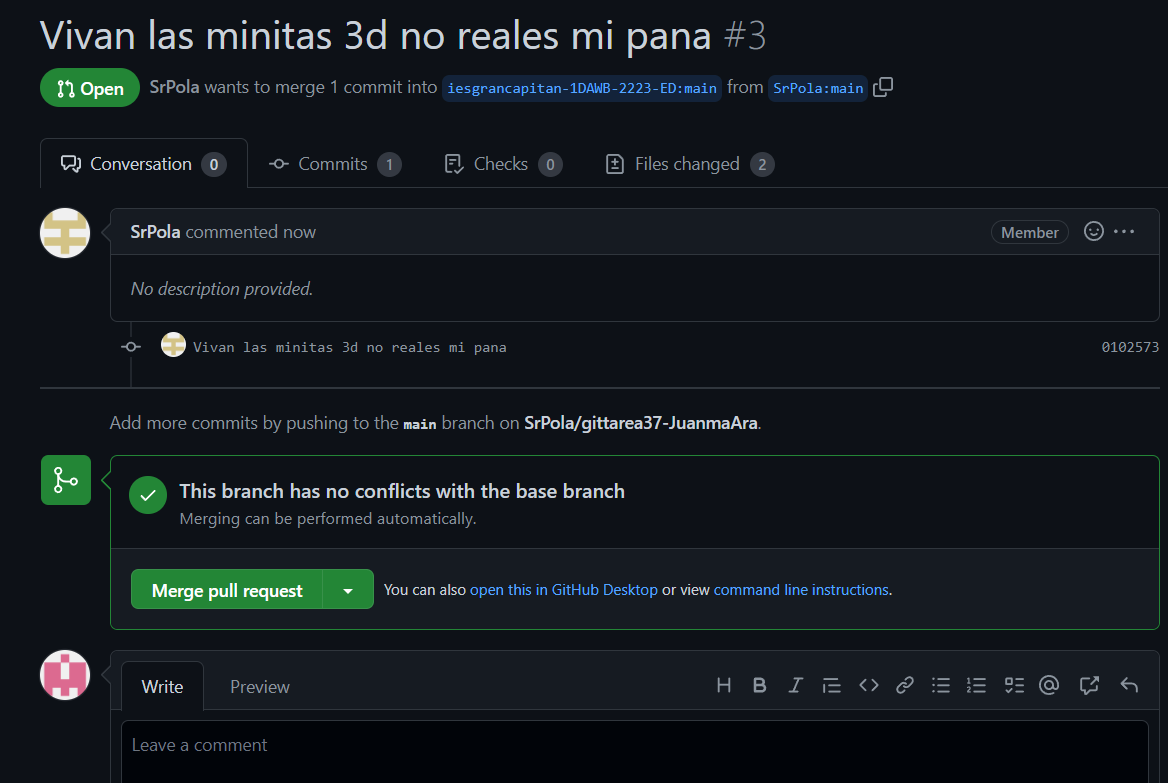 Vivan las minitas 3d no reales mi pana #3
Open SrPola wants to merge 1 commit into iesgrancapitan-1DAWB-2223-ED:main from SrPola:main
Conversation 0 Commits 1 Checks 0 Files changed 2
SrPola commented now Member
No description provided.
Vivan las minitas 3d no reales mi pana 0102573
Add more commits by pushing to the main branch on SrPola/gittarea37-JuanmaAra.
This branch has no conflicts with the base branch
Merging can be performed automatically.
Merge pull request You can also open this in GitHub Desktop or view command line instructions.
Write Preview
Leave a comment